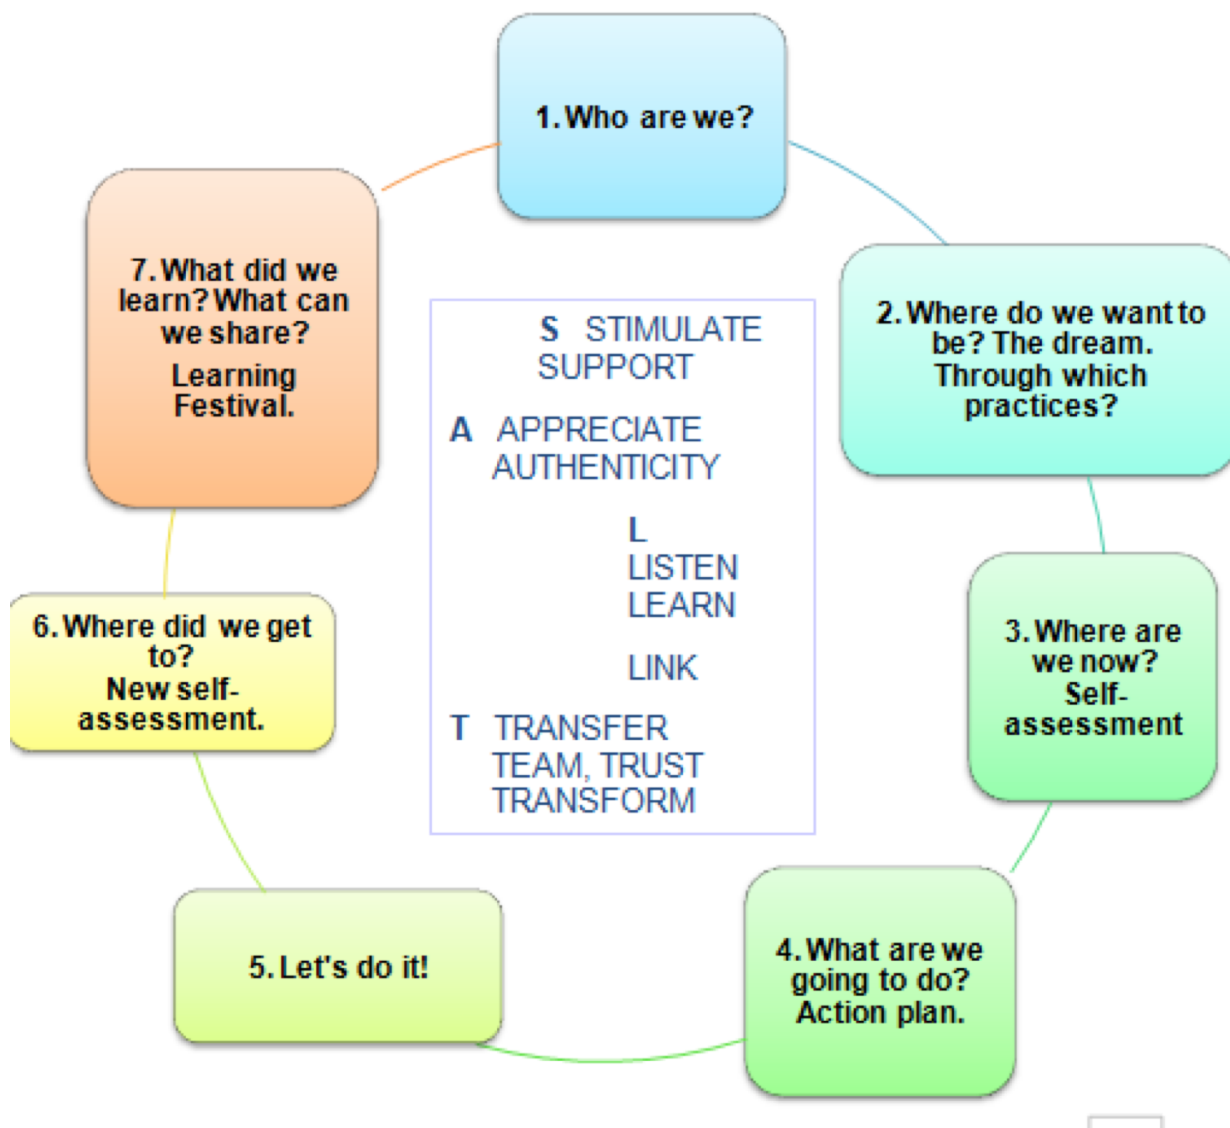 1. Who are we?
2. Where do we want to
be? The dream.
Through which
practices?
3. Where are
we now?
Self-
assessment
4. What are we
going to do?
Action plan.
5. Let's do it!
6. Where did we get
to?
New self-
assessment.
7. What did we
learn? What can
we share?
Learning
Festival.
S STIMULATE
SUPPORT
A APPRECIATE
AUTHENTICITY
L
LISTEN
LEARN
LINK
T TRANSFER
TEAM, TRUST
TRANSFORM